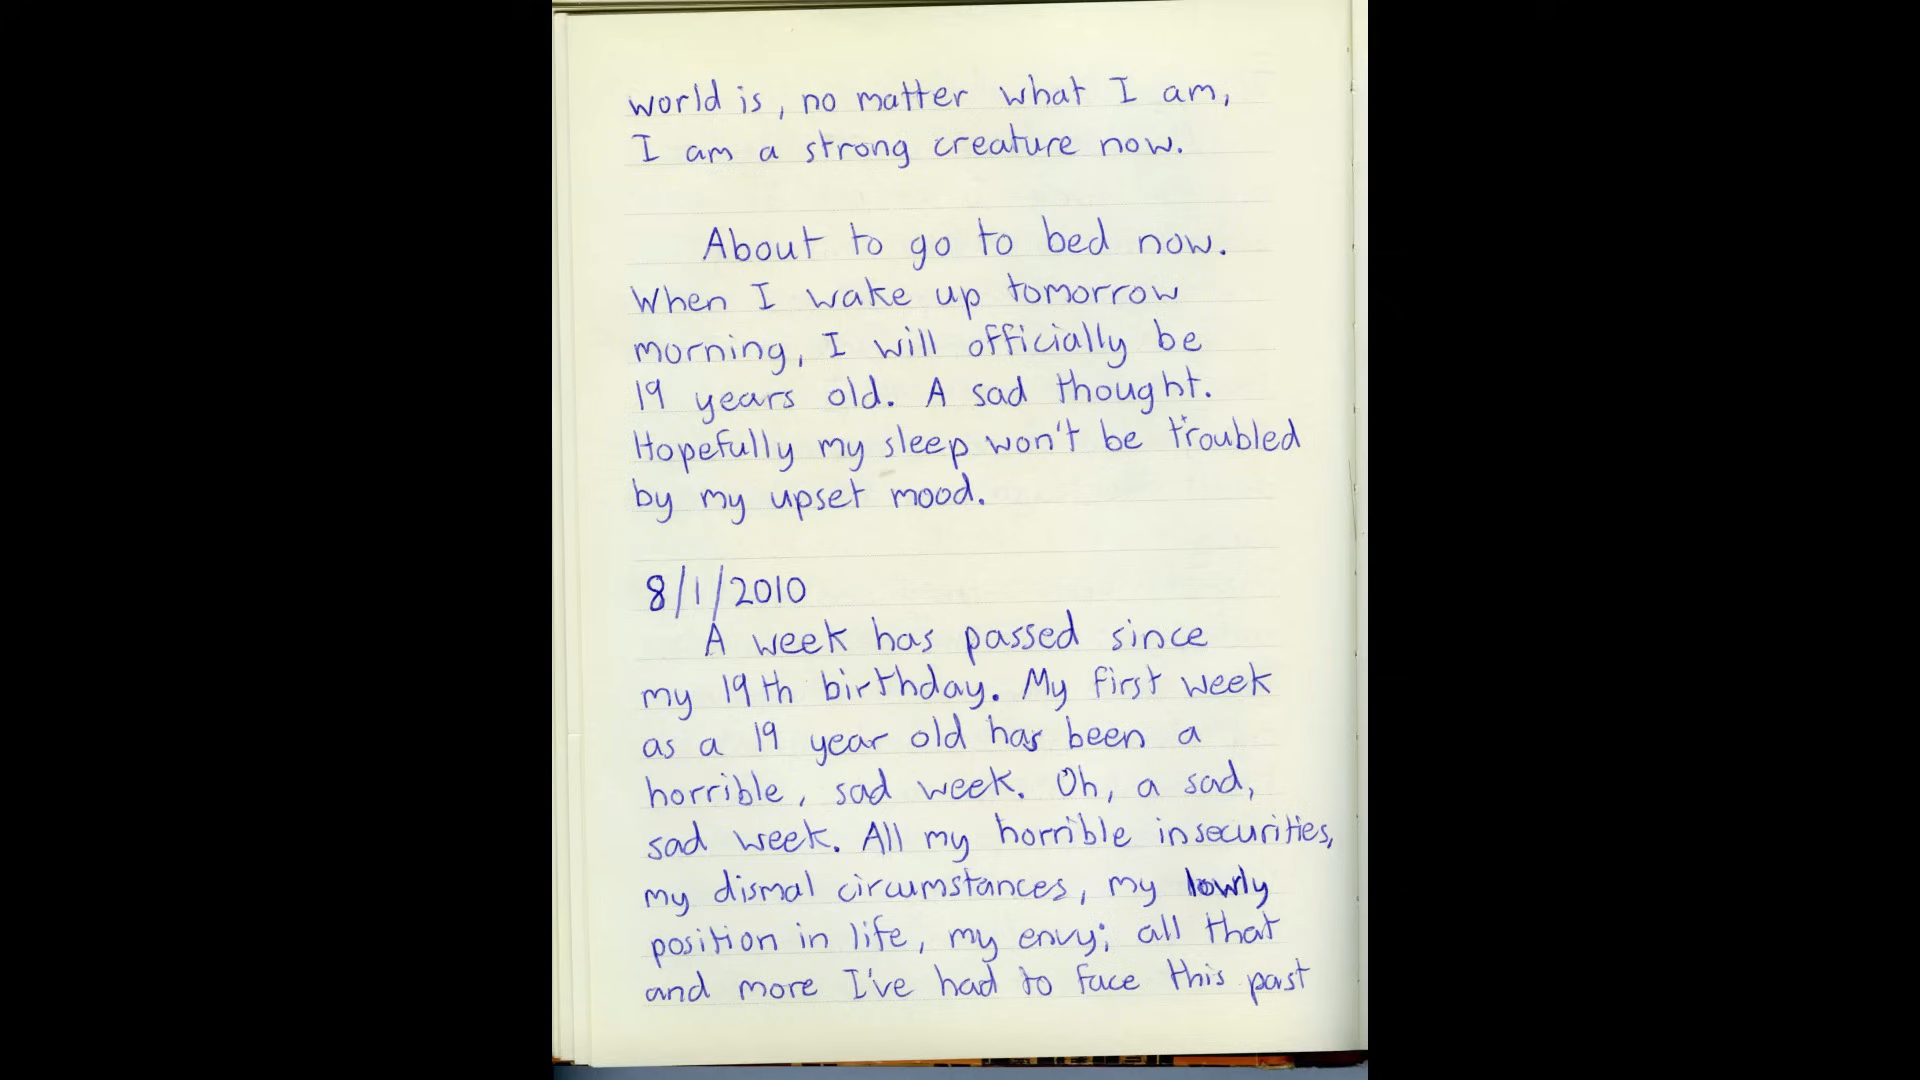 world is, no matter what I am,
I am a strong creature now.
About to go to bed now.
When I wake up tomorrow
morning, I will officially be
19 years old. A sad thought.
Hopefully my sleep won't be troubled
by my upset mood.
8/1/2010
A week has passed since
my 19th birthday. My first week
as a 19 year old has been a
horrible, sad week. Oh, a sad,
sad week. All my horrible insecurities,
my dismal circumstances, my lowly
position in life, my envy; all that
and more I've had to face this past